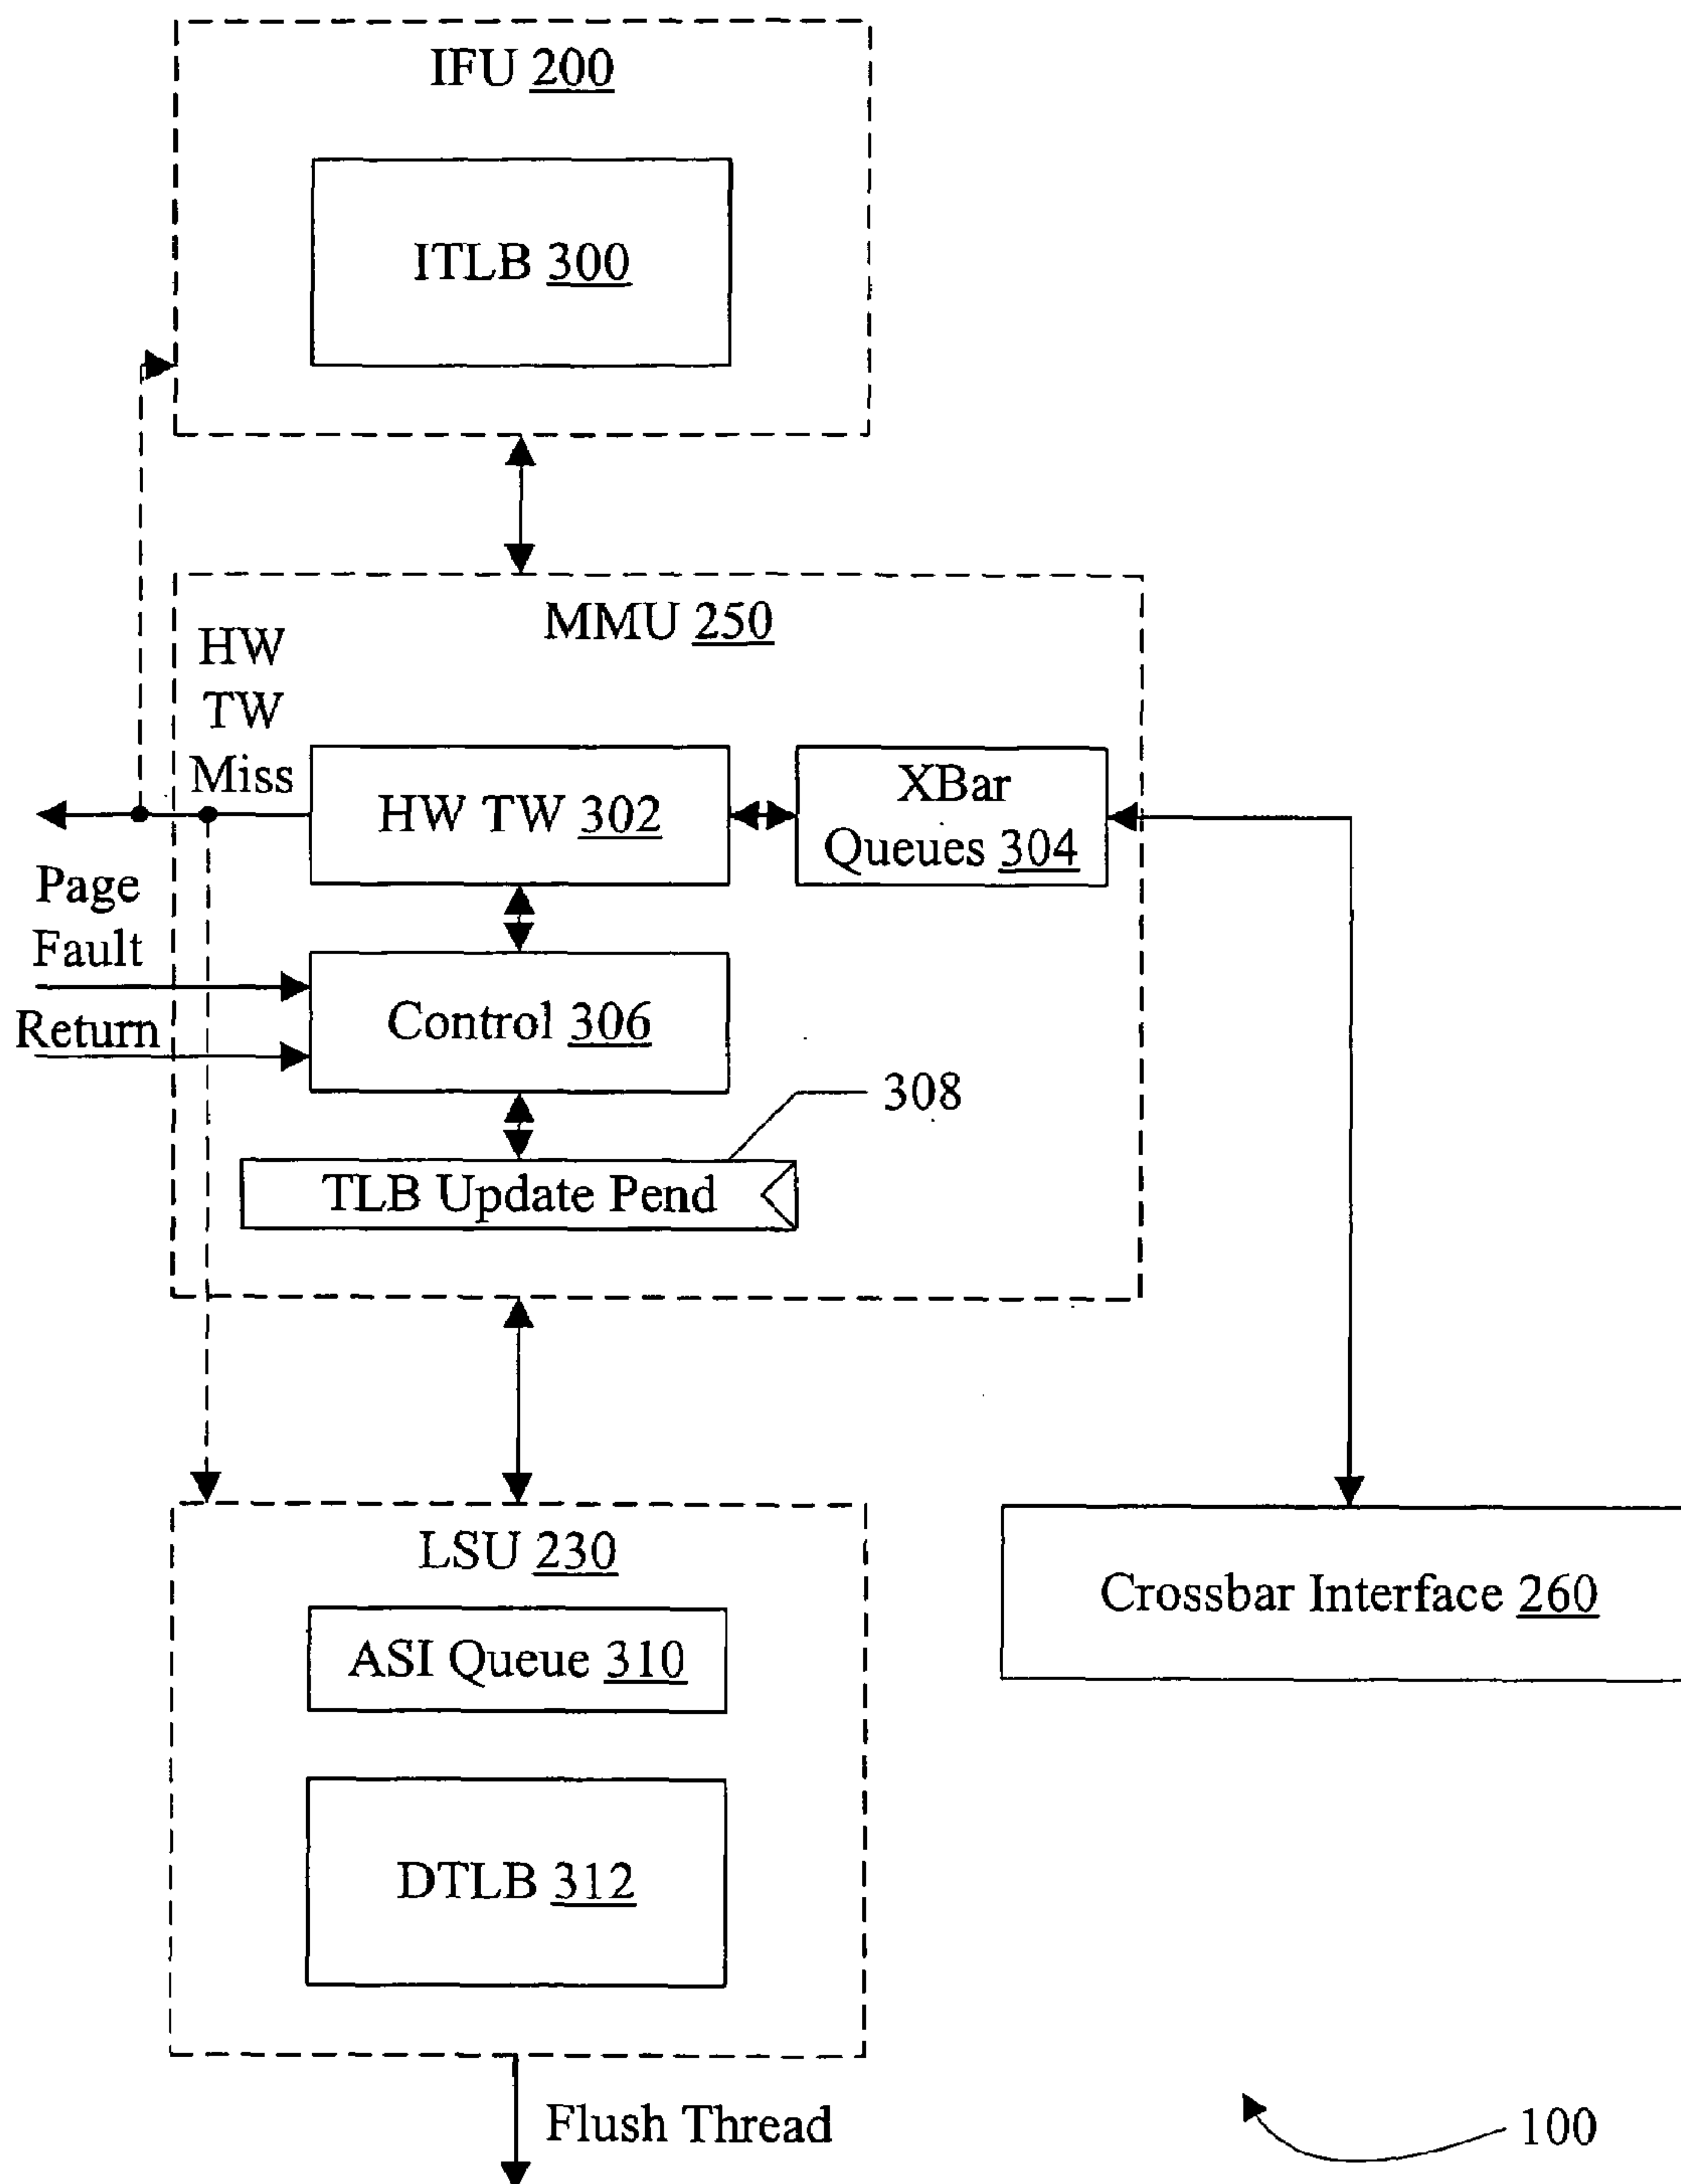 IFU 200
ITLB 300
MMU 250
HW
TW
Miss
HW TW 302
XBar
Queues 304
Page
Fault
Return
Control 306
308
TLB Update Pend
LSU 230
ASI Queue 310
DTLB 312
Crossbar Interface 260
Flush Thread
100